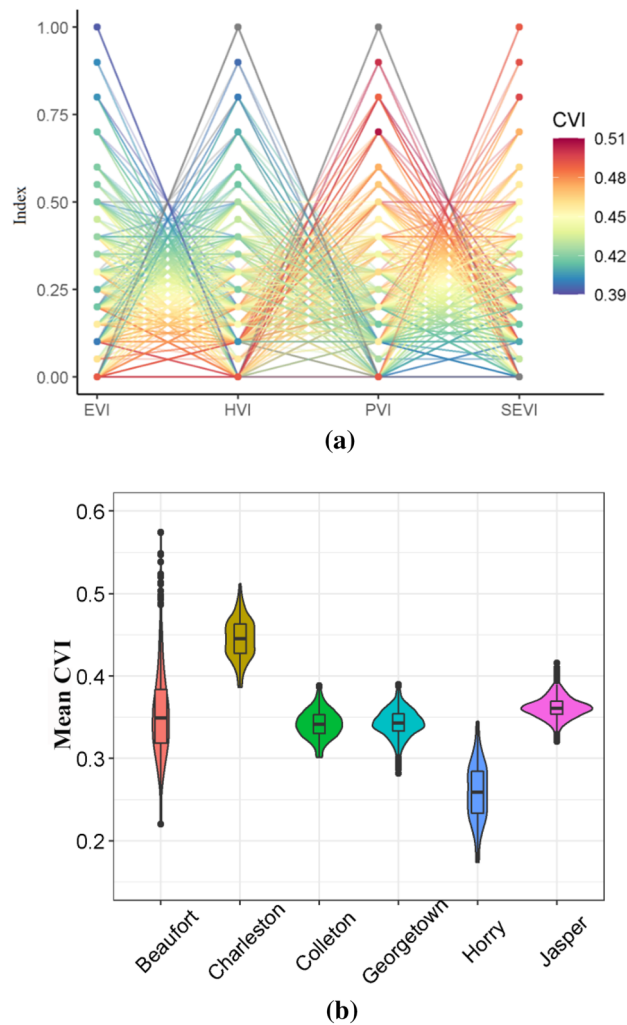 1.00
0.75
0.50
0.25
0.00
Index
EVI HVI PVI SEVI
CVI
0.51
0.48
0.45
0.42
0.39
(a)
0.6
0.5
0.4
0.3
0.2
Mean CVI
Beaufort Charleston Colleton Georgetown Horry Jasper
(b)